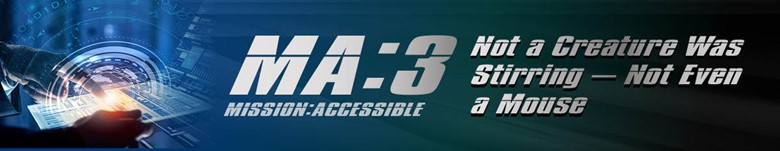 MA:3
MISSION:ACCESSIBLE
Not a Creature Was
Stirring — Not Even
a Mouse